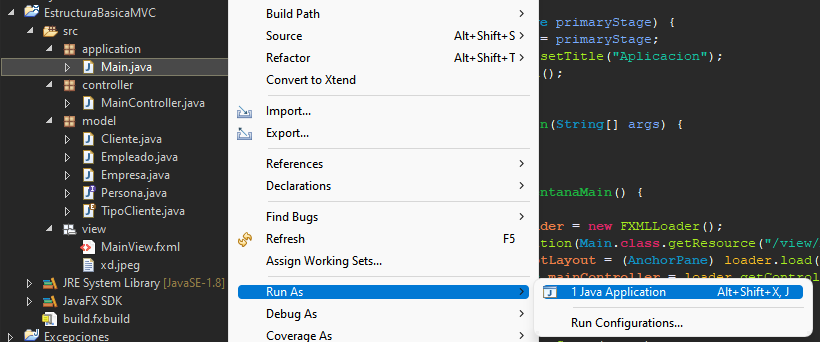 EstructuraBasicaMVC
src
application
Main.java
controller
MainController.java
model
Cliente.java
Empleado.java
Empresa.java
Persona.java
TipoCliente.java
view
MainView.fxml
xd.jpeg
JRE System Library [JavaSE-1.8]
JavaFX SDK
build.fxbuild
Excepciones
Build Path
Source Alt+Shift+S
Refactor Alt+Shift+T
Convert to Xtend
Import...
Export...
References
Declarations
Find Bugs
Refresh F5
Assign Working Sets...
Run As
Debug As
Coverage As
1 Java Application Alt+Shift+X, J
Run Configurations...
primaryStage) {
= primaryStage;
setTitle("Aplicacion");
();
(String[] args) {
ntanaMain() {
der = new FXMLLoader();
tion(Main.class.getResource("/view/
tLayout = (AnchorPane) loader.load(
mainController = loader.getContr